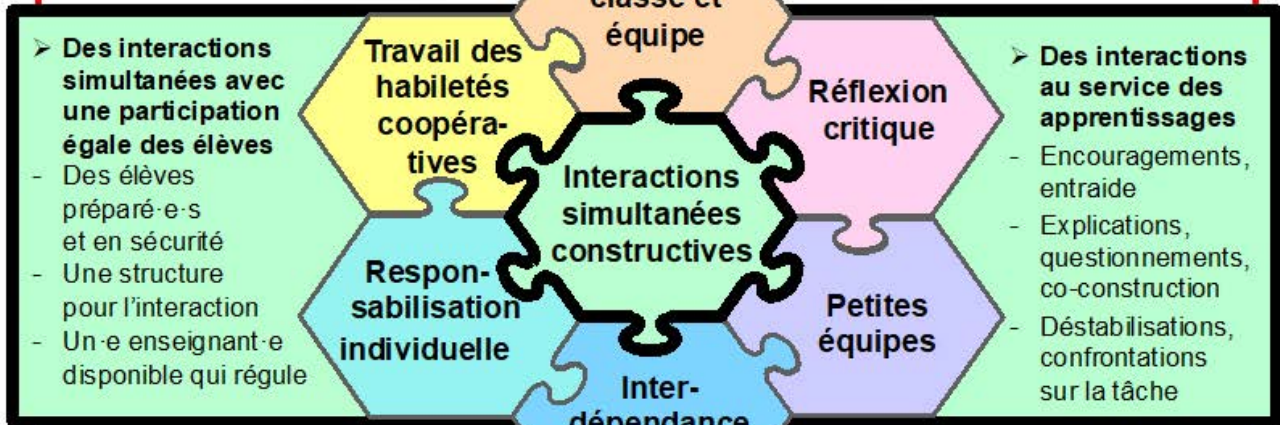 ➢ Des interactions
simultanées avec
une participation
égale des élèves
- Des élèves
préparé·e·s
et en sécurité
- Une structure
pour l'interaction
- Un·e enseignant·e
disponible qui régule
Travail des
habiletés
coopéra-
tives
Respon-
sabilisation
individuelle
classe et
équipe
Interactions
simultanées
constructives
Inter-
dépendance
Réflexion
critique
Petites
équipes
➢ Des interactions
au service des
apprentissages
- Encouragements,
entraide
- Explications,
questionnements,
co-construction
- Déstabilisations,
confrontations
sur la tâche